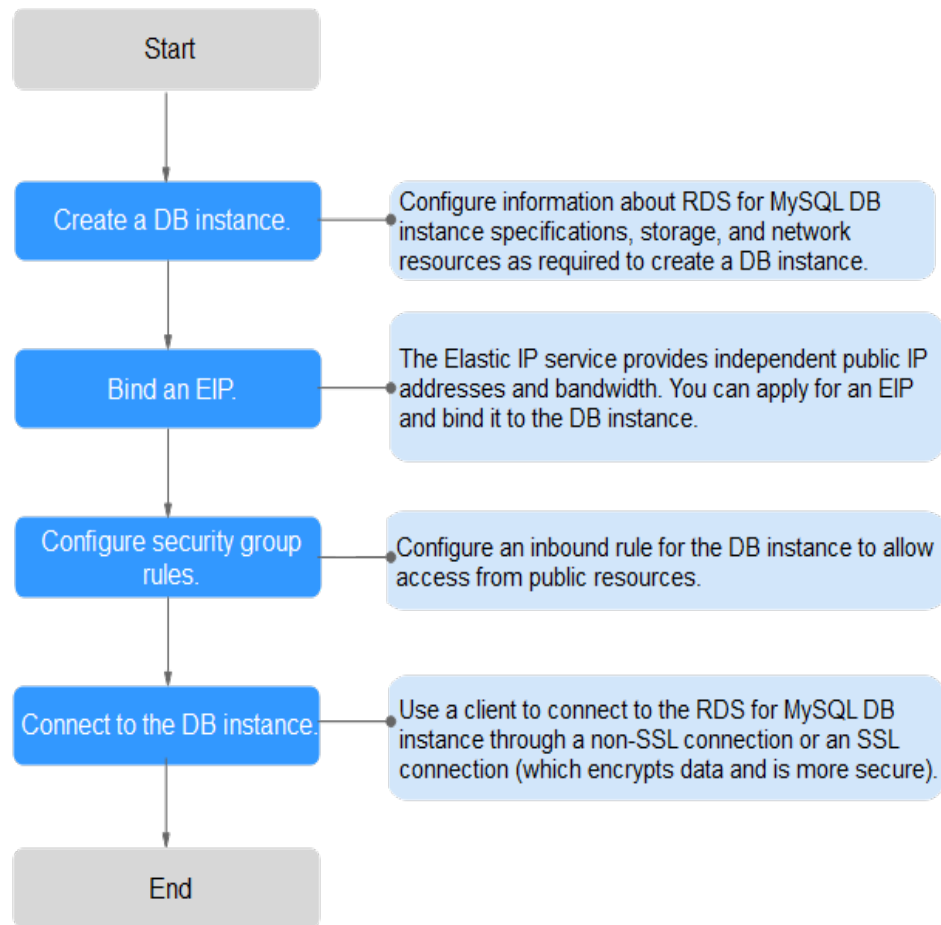 Start
Create a DB instance.
Configure information about RDS for MySQL DB
instance specifications, storage, and network
resources as required to create a DB instance.
Bind an EIP.
The Elastic IP service provides independent public IP
addresses and bandwidth. You can apply for an EIP
and bind it to the DB instance.
Configure security group
rules.
Configure an inbound rule for the DB instance to allow
access from public resources.
Connect to the DB instance.
Use a client to connect to the RDS for MySQL DB
instance through a non-SSL connection or an SSL
connection (which encrypts data and is more secure).
End